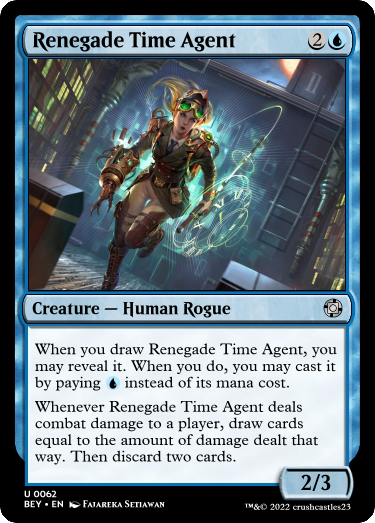 Renegade Time Agent 2
II
Creature — Human Rogue
When you draw Renegade Time Agent, you
may reveal it. When you do, you may cast it
by paying instead of its mana cost.
Whenever Renegade Time Agent deals
combat damage to a player, draw cards
equal to the amount of damage dealt that
way. Then discard two cards.
2/3
U 0062
BEY • EN Fajareka Setiawan
™&© 2022 crushcastles23